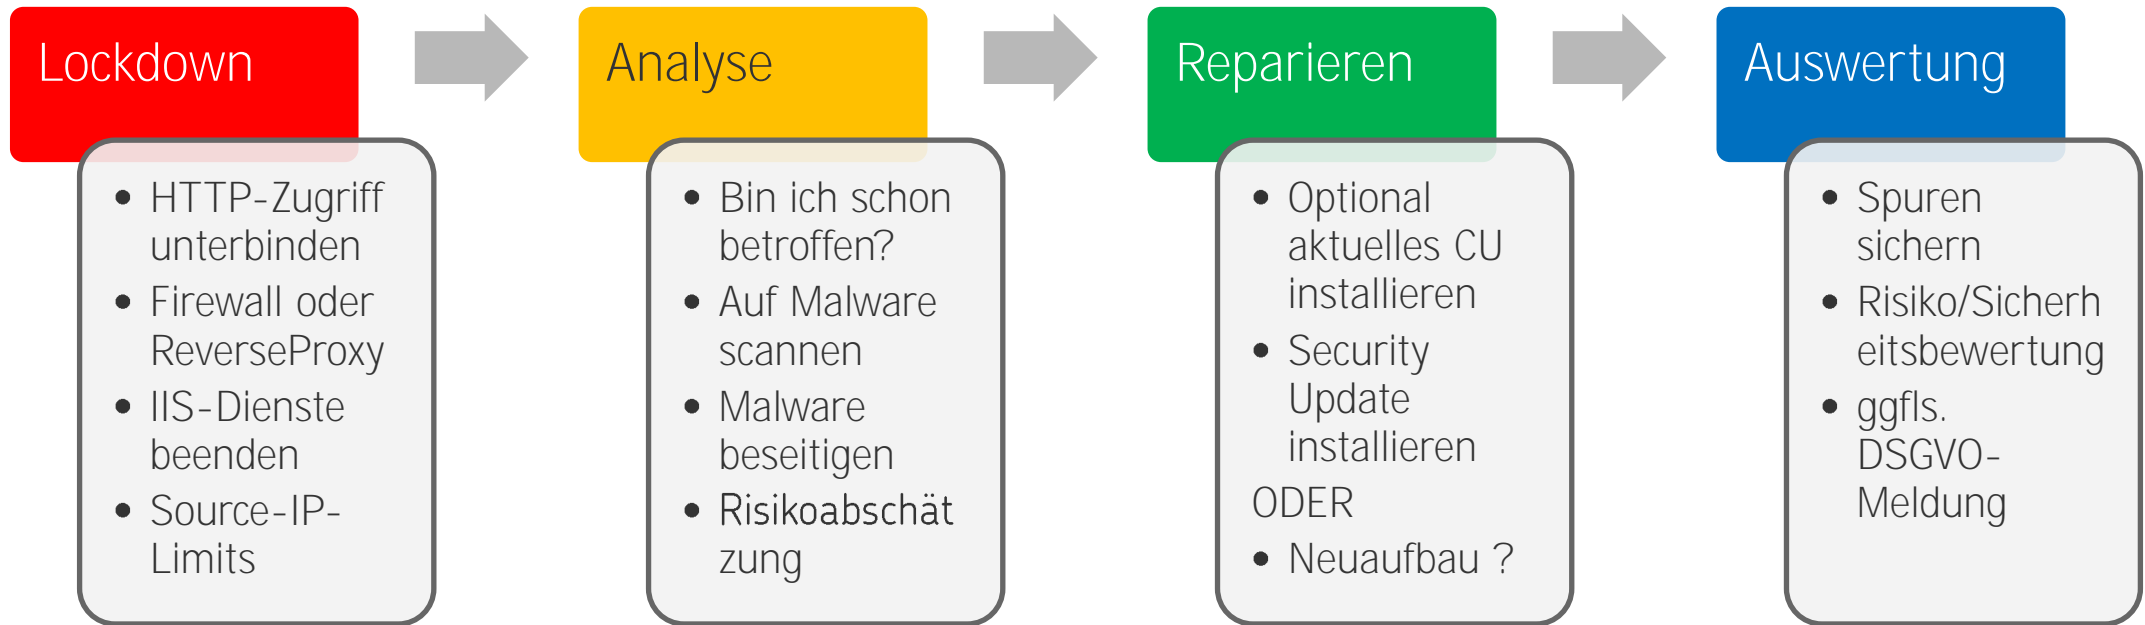 Lockdown
• HTTP-Zugriff
unterbinden
• Firewall oder
ReverseProxy
• IIS-Dienste
beenden
• Source-IP-
Limits
Analyse
• Bin ich schon
betroffen?
• Auf Malware
scannen
• Malware
beseitigen
• Risikoabschät
zung
Reparieren
• Optional
aktuelles CU
installieren
• Security
Update
installieren
ODER
• Neuaufbau ?
Auswertung
• Spuren
sichern
• Risiko/Sicherh
eitsbewertung
• ggfls.
DSGVO-
Meldung